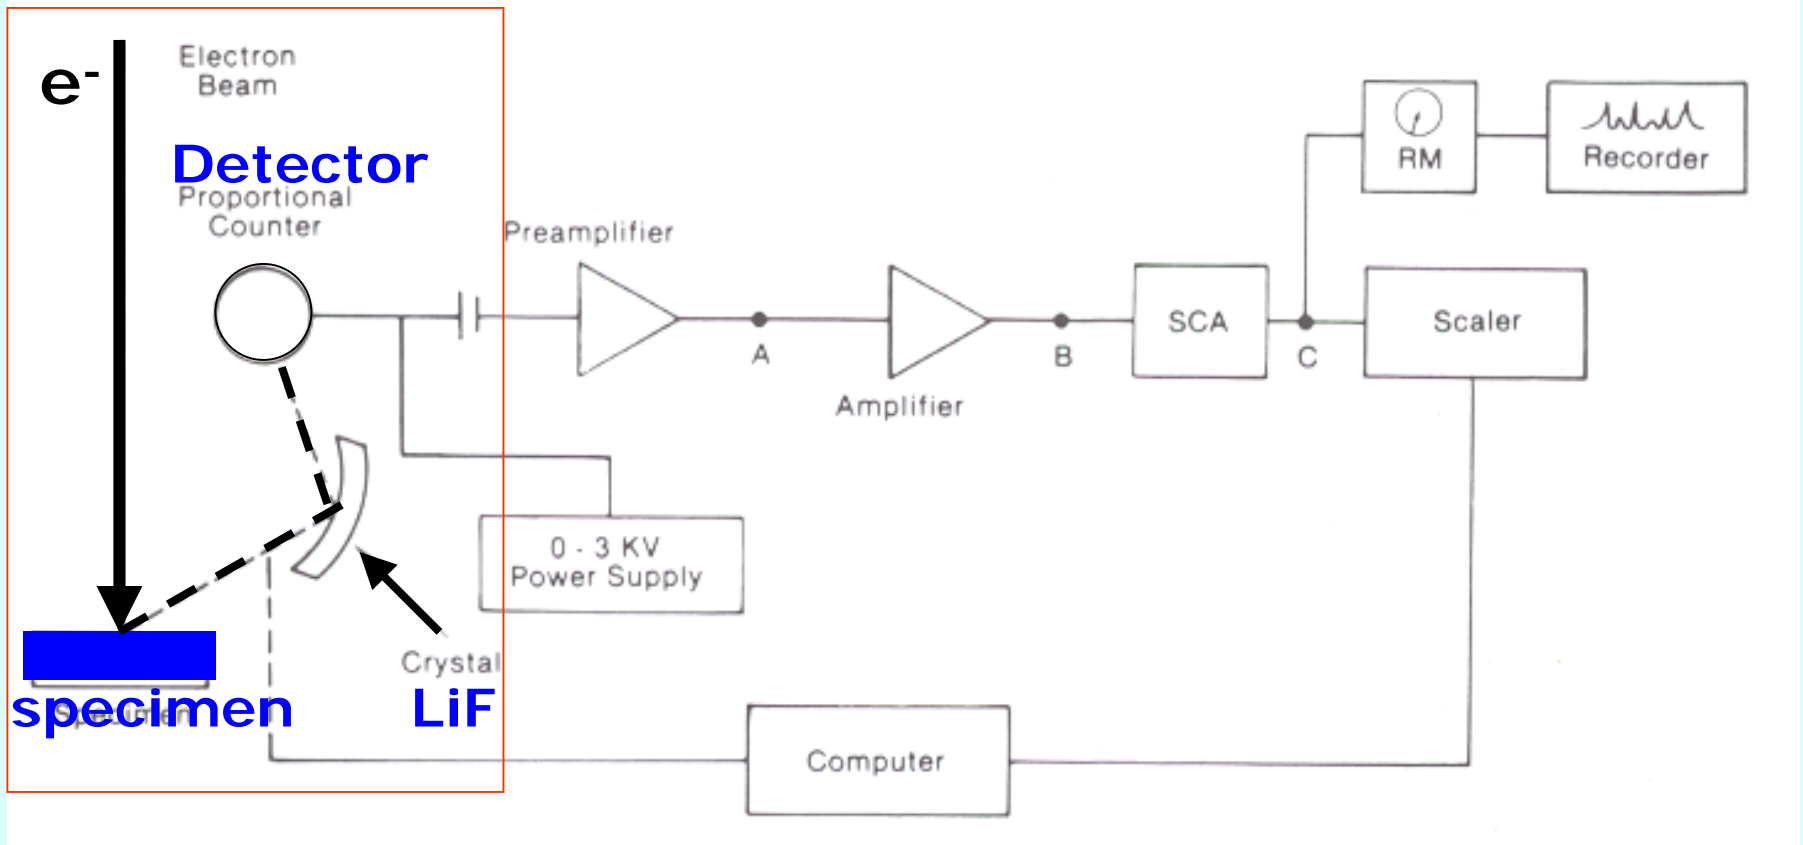 e-
Electron
Beam
Detector
Proportional
Counter
Preamplifier
A
Amplifier
B
SCA
C
RM
Recorder
Scaler
0 - 3 KV
Power Supply
Crystal
LiF
specimen
Specimen
Computer